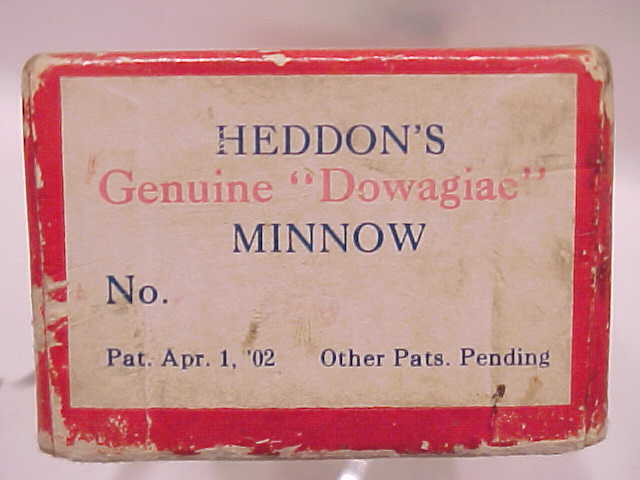 HEDDON'S
Genuine "Dowagiac"
MINNOW
No.
Pat. Apr. 1, '02 Other Pats. Pending